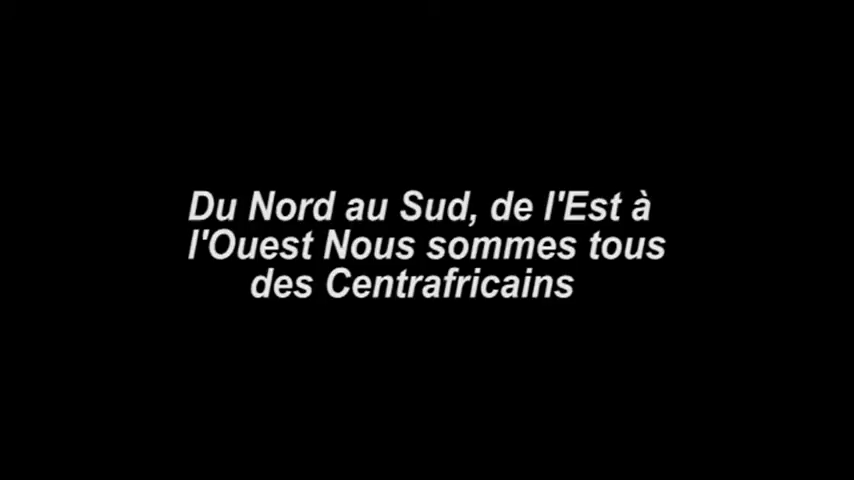 Du Nord au Sud, de l'Est à
l'Ouest Nous sommes tous
des Centrafricains